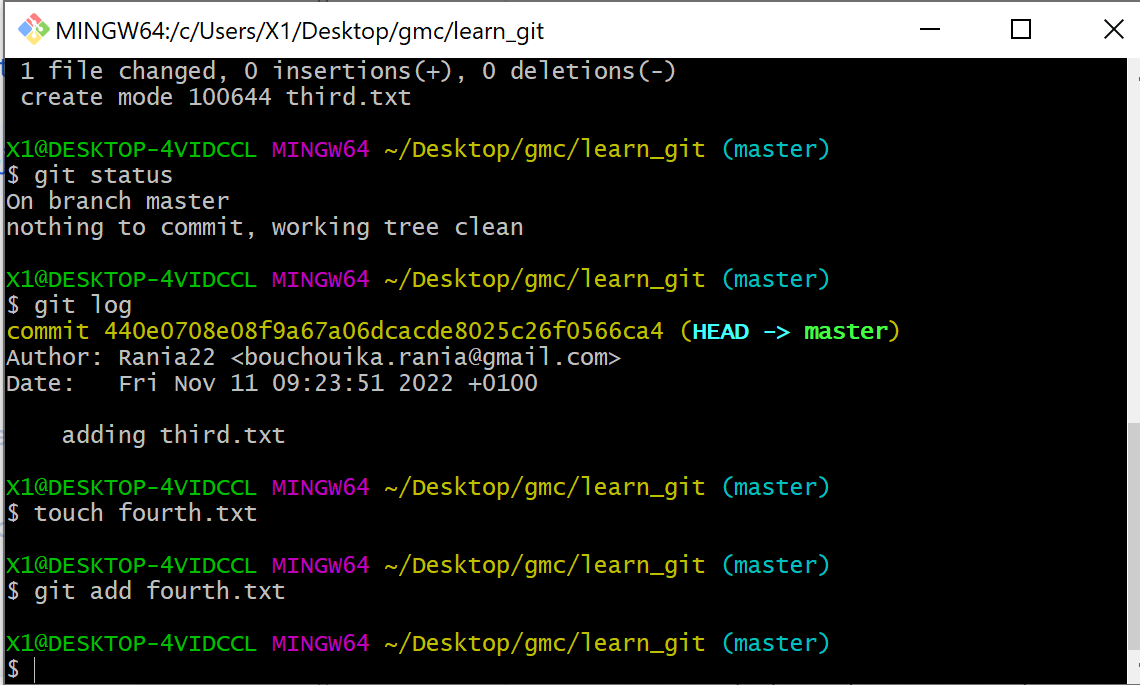 MINGW64:/c/Users/X1/Desktop/gmc/learn_git
1 file changed, 0 insertions(+), 0 deletions(-)
create mode 100644 third.txt
X1@DESKTOP-4VIDCCL MINGW64 ~/Desktop/gmc/learn_git (master)
$ git status
On branch master
nothing to commit, working tree clean
X1@DESKTOP-4VIDCCL MINGW64 ~/Desktop/gmc/learn_git (master)
$ git log
commit 440e0708e08f9a67a06dcacde8025c26f0566ca4 (HEAD -> master)
Author: Rania22 <bouchouika.rania@gmail.com>
Date:   Fri Nov 11 09:23:51 2022 +0100
    adding third.txt
X1@DESKTOP-4VIDCCL MINGW64 ~/Desktop/gmc/learn_git (master)
$ touch fourth.txt
X1@DESKTOP-4VIDCCL MINGW64 ~/Desktop/gmc/learn_git (master)
$ git add fourth.txt
X1@DESKTOP-4VIDCCL MINGW64 ~/Desktop/gmc/learn_git (master)
$